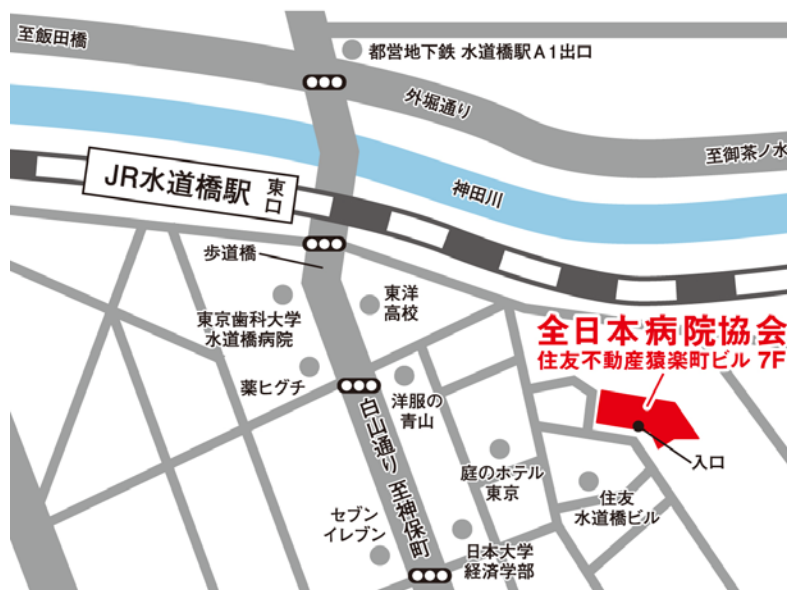 至飯田橋
都営地下鉄 水道橋駅A1出口
外堀通り
至御茶ノ水
JR水道橋駅 東口
神田川
歩道橋
東洋
高校
東京歯科大学
水道橋病院
全日本病院協会
住友不動産猿楽町ビル 7F
薬ヒグチ
洋服の
青山
白山通り 至神保町
入口
庭のホテル
東京
住友
水道橋ビル
セブン
イレブン
日本大学
経済学部